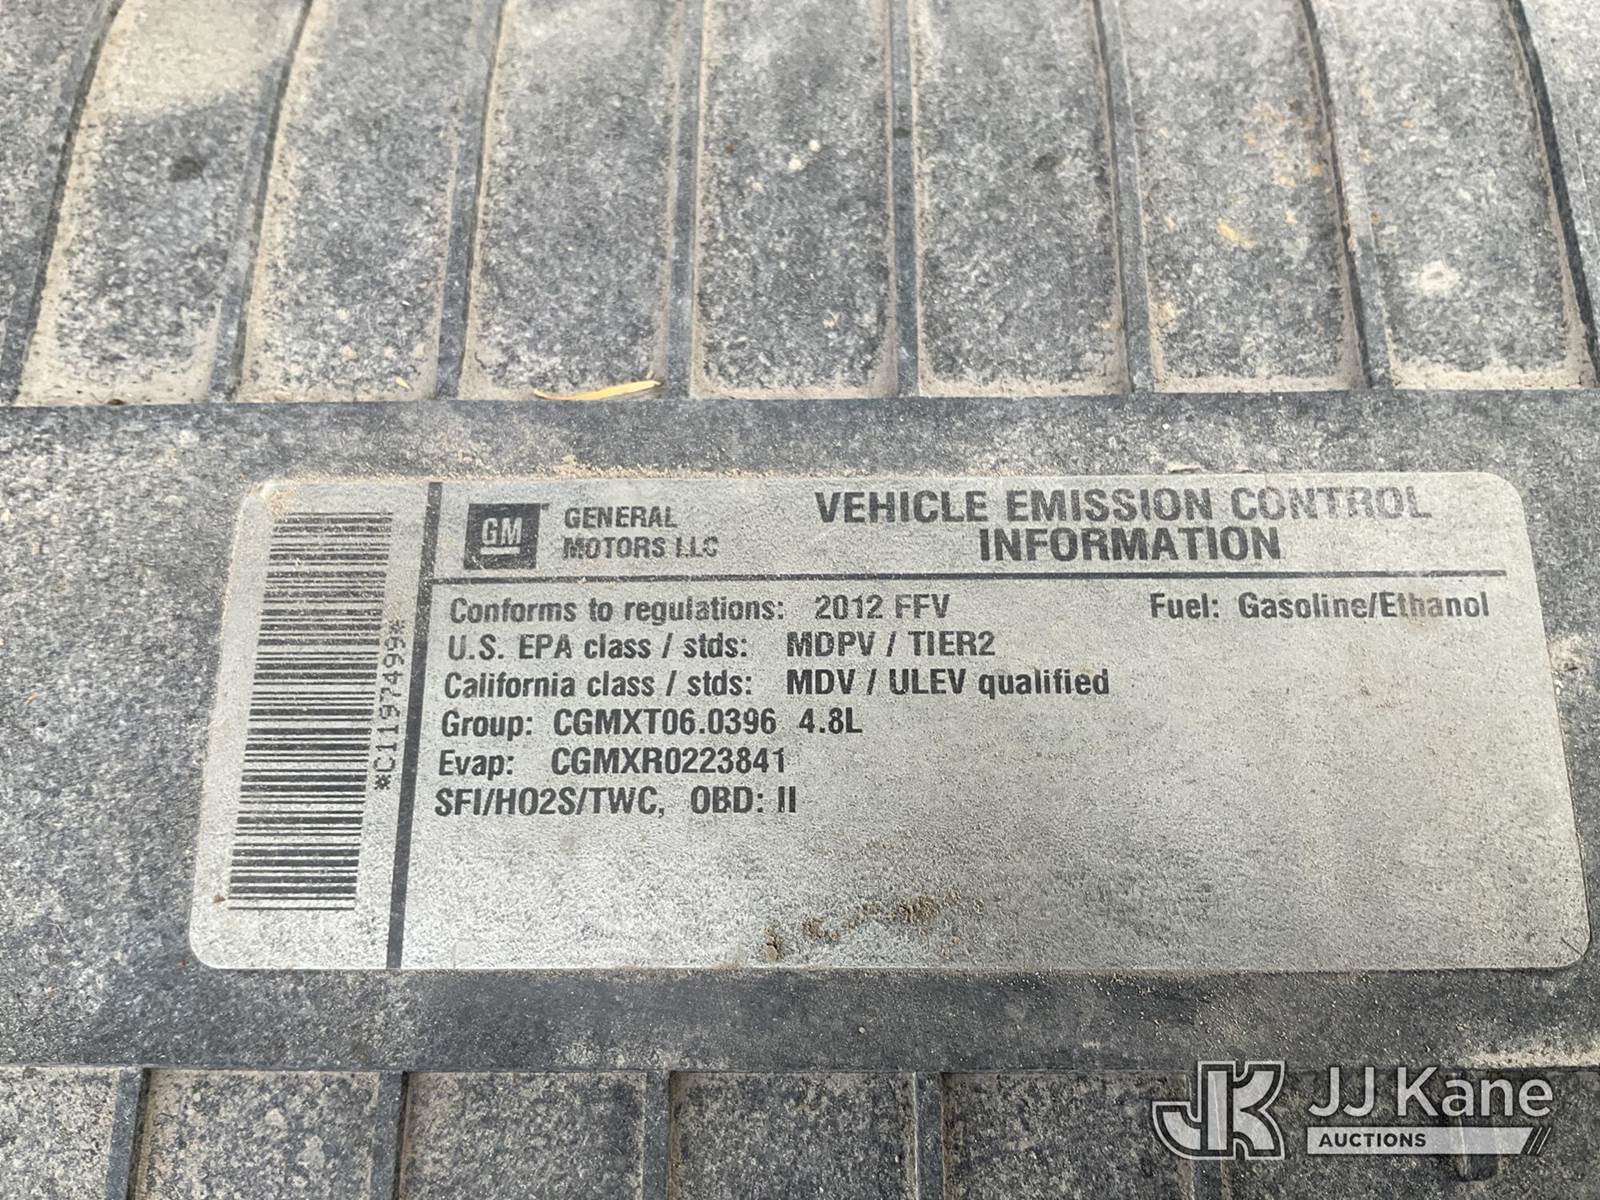 GM
GENERAL
MOTORS LLC
VEHICLE EMISSION CONTROL
INFORMATION
Conforms to regulations: 2012 FFV Fuel: Gasoline/Ethanol
U.S. EPA class / stds: MDPV / TIER2
California class / stds: MDV / ULEV qualified
Group: CGMXT06.0396 4.8L
Evap: CGMXR0223841
SFI/HO2S/TWC, OBD: II
*C1197499*
JK JJ Kane
AUCTIONS